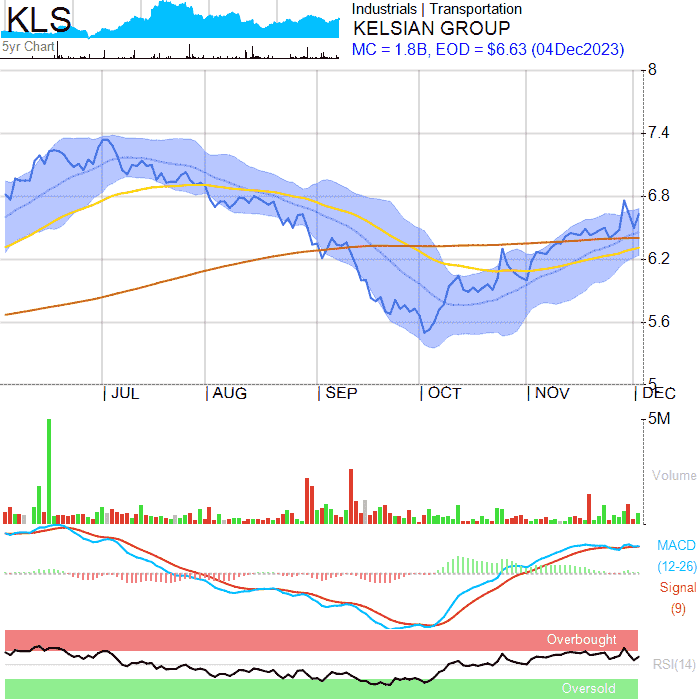 KLS
5yr Chart
Industrials | Transportation
KELSIAN GROUP
MC = 1.8B, EOD = $6.63 (04Dec2023)
8
7.4
6.8
6.2
5.6
5
JUL AUG SEP OCT NOV DEC
5M
Volume
MACD
(12-26)
Signal
(9)
Overbought
RSI(14)
Oversold